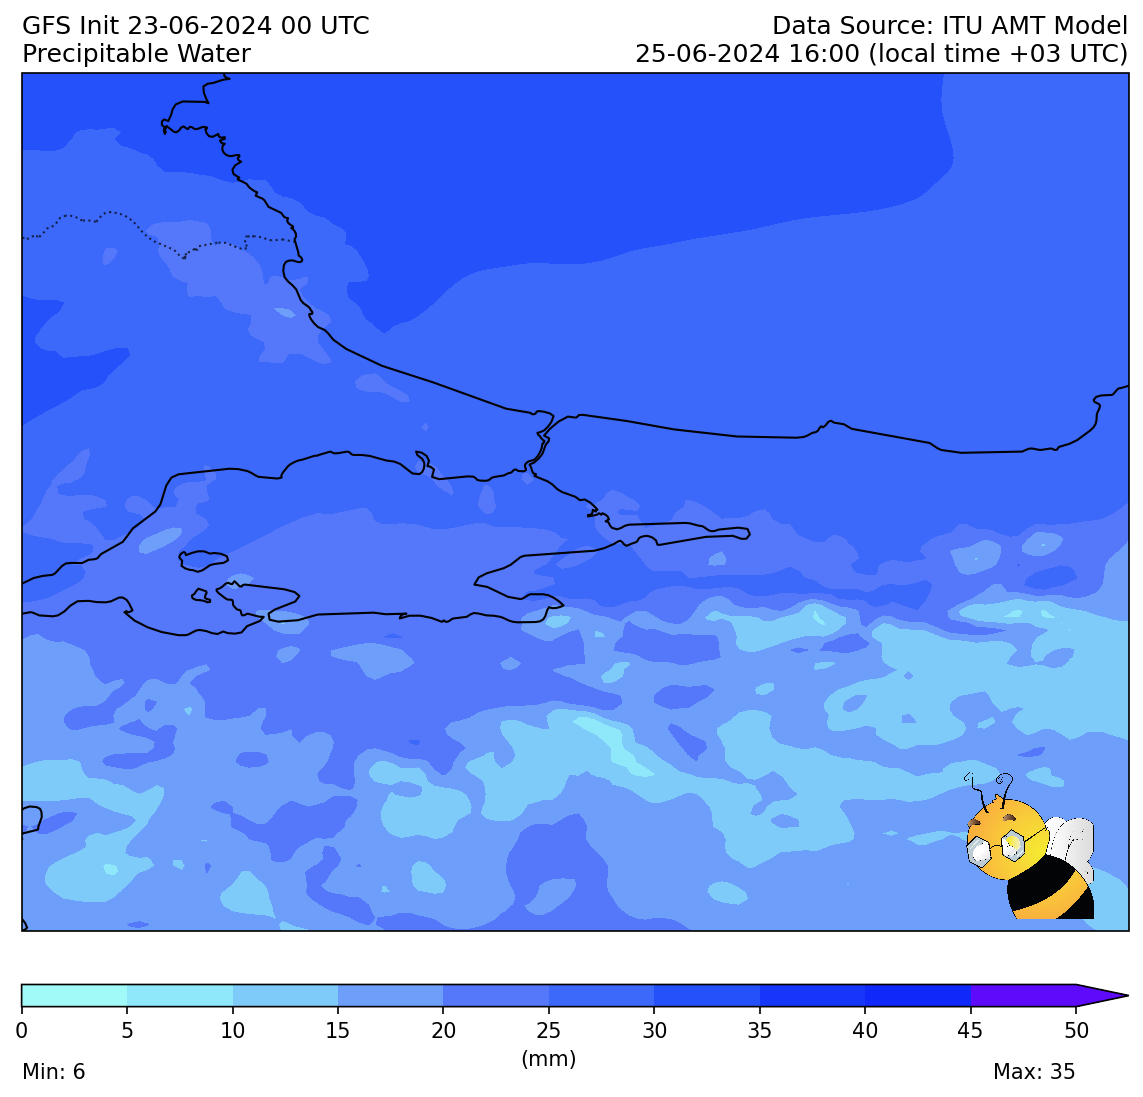 GFS Init 23-06-2024 00 UTC
Data Source: ITU AMT Model
Precipitable Water
25-06-2024 16:00 (local time +03 UTC)
0 5 10 15 20 25 30 35 40 45 50
(mm)
Min: 6
Max: 35